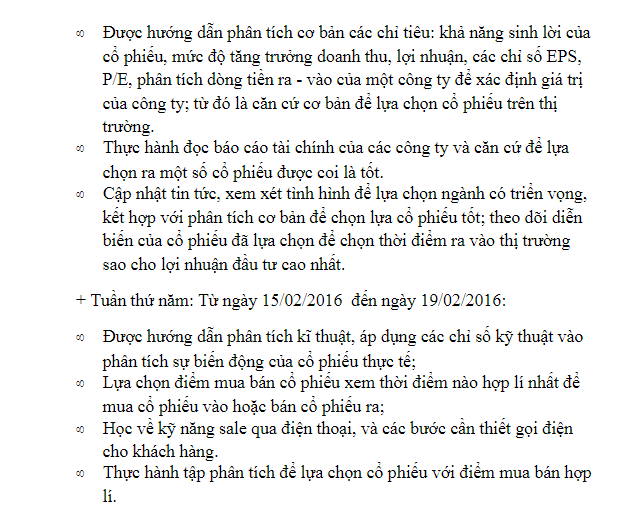 ∞ Được hướng dẫn phân tích cơ bản các chỉ tiêu: khả năng sinh lời của
cổ phiếu, mức độ tăng trưởng doanh thu, lợi nhuận, các chỉ số EPS,
P/E, phân tích dòng tiền ra - vào của một công ty để xác định giá trị
của công ty; từ đó là căn cứ cơ bản để lựa chọn cổ phiếu trên thị
trường.
∞ Thực hành đọc báo cáo tài chính của các công ty và căn cứ để lựa
chọn ra một số cổ phiếu được coi là tốt.
∞ Cập nhật tin tức, xem xét tình hình để lựa chọn ngành có triển vọng,
kết hợp với phân tích cơ bản để chọn lựa cổ phiếu tốt; theo dõi diễn
biến của cổ phiếu đã lựa chọn để chọn thời điểm ra vào thị trường
sao cho lợi nhuận đầu tư cao nhất.
+ Tuần thứ năm: Từ ngày 15/02/2016 đến ngày 19/02/2016:
∞ Được hướng dẫn phân tích kĩ thuật, áp dụng các chỉ số kỹ thuật vào
phân tích sự biến động của cổ phiếu thực tế;
∞ Lựa chọn điểm mua bán cổ phiếu xem thời điểm nào hợp lí nhất để
mua cổ phiếu vào hoặc bán cổ phiếu ra;
∞ Học về kỹ năng sale qua điện thoại, và các bước cần thiết gọi điện
cho khách hàng.
∞ Thực hành tập phân tích để lựa chọn cổ phiếu với điểm mua bán hợp
lí.